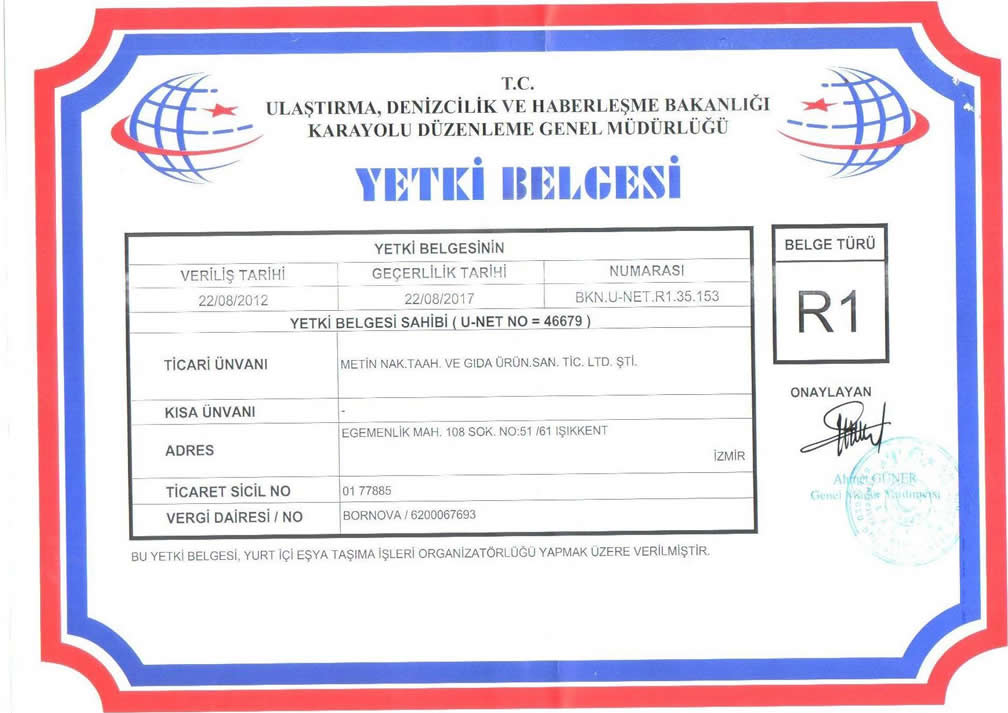 T.C.
ULAŞTIRMA, DENİZCİLİK VE HABERLEŞME BAKANLIĞI
KARAYOLU DÜZENLEME GENEL MÜDÜRLÜĞÜ
YETKİ BELGESİ
YETKİ BELGESİNİN
VERİLİŞ TARİHİ GEÇERLİLİK TARİHİ NUMARASI
22/08/2012 22/08/2017 BKN.U-NET.R1.35.153
YETKİ BELGESİ SAHİBİ ( U-NET NO = 46679 )
TİCARİ ÜNVANI METİN NAK.TAAH. VE GIDA ÜRÜN.SAN. TİC. LTD. ŞTİ.
KISA ÜNVANI -
ADRES EGEMENLİK MAH. 108 SOK. NO:51 /61 IŞIKKENT
İZMİR
TİCARET SİCİL NO 01 77885
VERGİ DAİRESİ / NO BORNOVA / 6200067693
BELGE TÜRÜ
R1
ONAYLAYAN
Ahmet GÜNER
Genel Müdür Yardımcısı
BU YETKİ BELGESİ, YURT İÇİ EŞYA TAŞIMA İŞLERİ ORGANİZATÖRLÜĞÜ YAPMAK ÜZERE VERİLMİŞTİR.